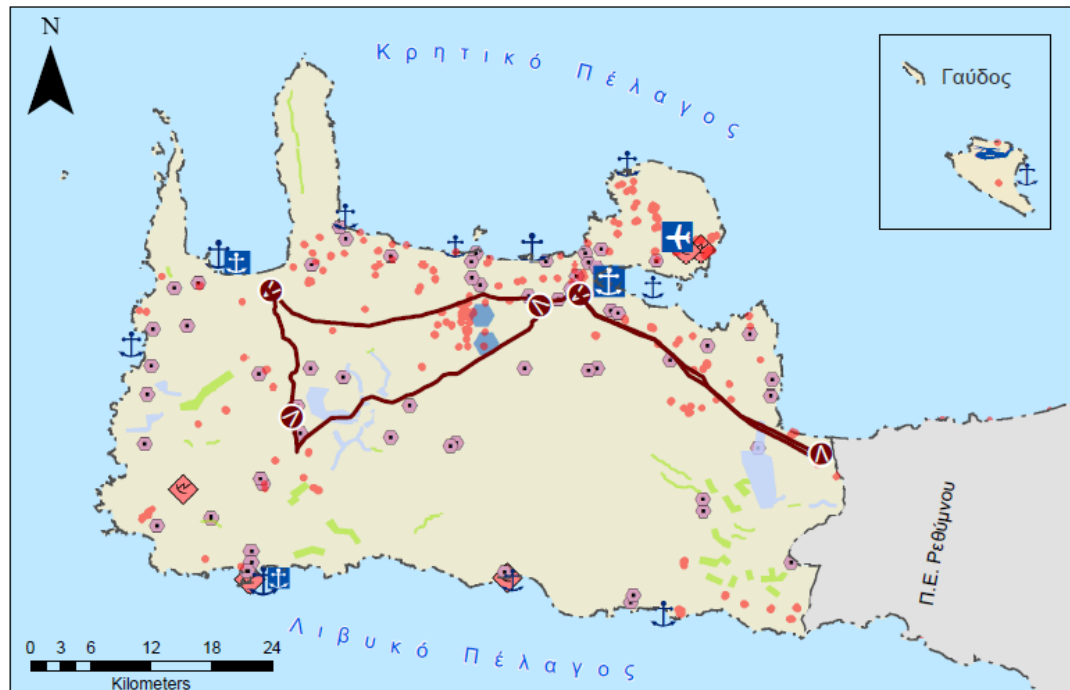 N
Κρητικό Πέλαγος
Γαύδος
Π.Ε. Ρεθύμνου
Λιβυκό Πέλαγος
0 3 6 12 18 24
Kilometers